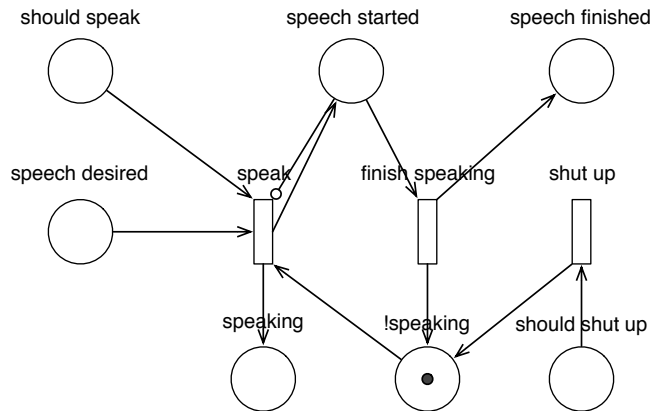 should speak
speech started
speech finished
speech desired
speak
finish speaking
shut up
speaking
!speaking
should shut up